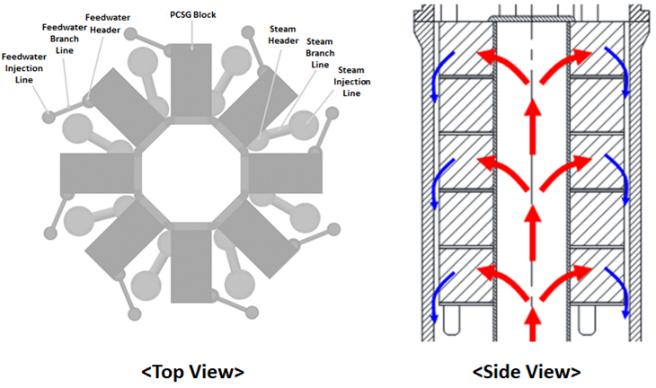 Feedwater
Injection
Line
Feedwater
Branch
Line
Feedwater
Header
PCSG Block
Steam
Header
Steam
Branch
Line
Steam
Injection
Line
<Top View>
<Side View>